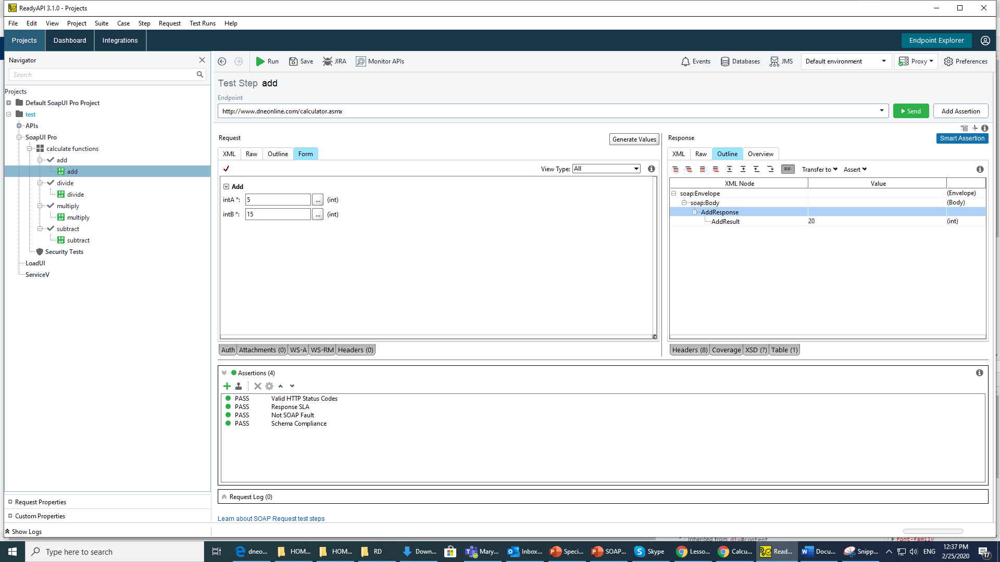 ReadyAPI 3.1.0 - Projects
File Edit View Project Suite Case Step Request Test Runs Help
Projects Dashboard Integrations Endpoint Explorer
Navigator
Search
Projects
Default SoapUI Pro Project
test
APIs
SoapUI Pro
calculate functions
add
add
divide
divide
multiply
multiply
subtract
subtract
Security Tests
LoadUI
ServiceV
Request Properties
Custom Properties
Show Logs
Run Save JIRA Monitor APIs Events Databases JMS Default environment Proxy Preferences
Test Step add
Endpoint
http://www.dneonline.com/calculator.asmx Send Add Assertion
Request Generate Values
XML Raw Outline Form
View Type: All
Add
intA *: 5 ... (int)
intB *: 15 ... (int)
Auth Attachments (0) WS-A WS-RM Headers (0)
Response Smart Assertion
XML Raw Outline Overview
XS: Transfer to Assert
XML Node Value
soap:Envelope (Envelope)
soap:Body (Body)
AddResponse
AddResult 20 (int)
Headers (8) Coverage XSD (?) Table (1)
Assertions (4)
PASS Valid HTTP Status Codes
PASS Response SLA
PASS Not SOAP Fault
PASS Schema Compliance
Request Log (0)
Learn about SOAP Request test steps
Inherited from div#content font-family
Type here to search dneo... HOM... HOM... RD Down... Mary... Inbox... Speci... SOAP... Skype Lesso... Calcu... Read... Docu... Snipp... ENG 12:37 PM
2/25/2020 17